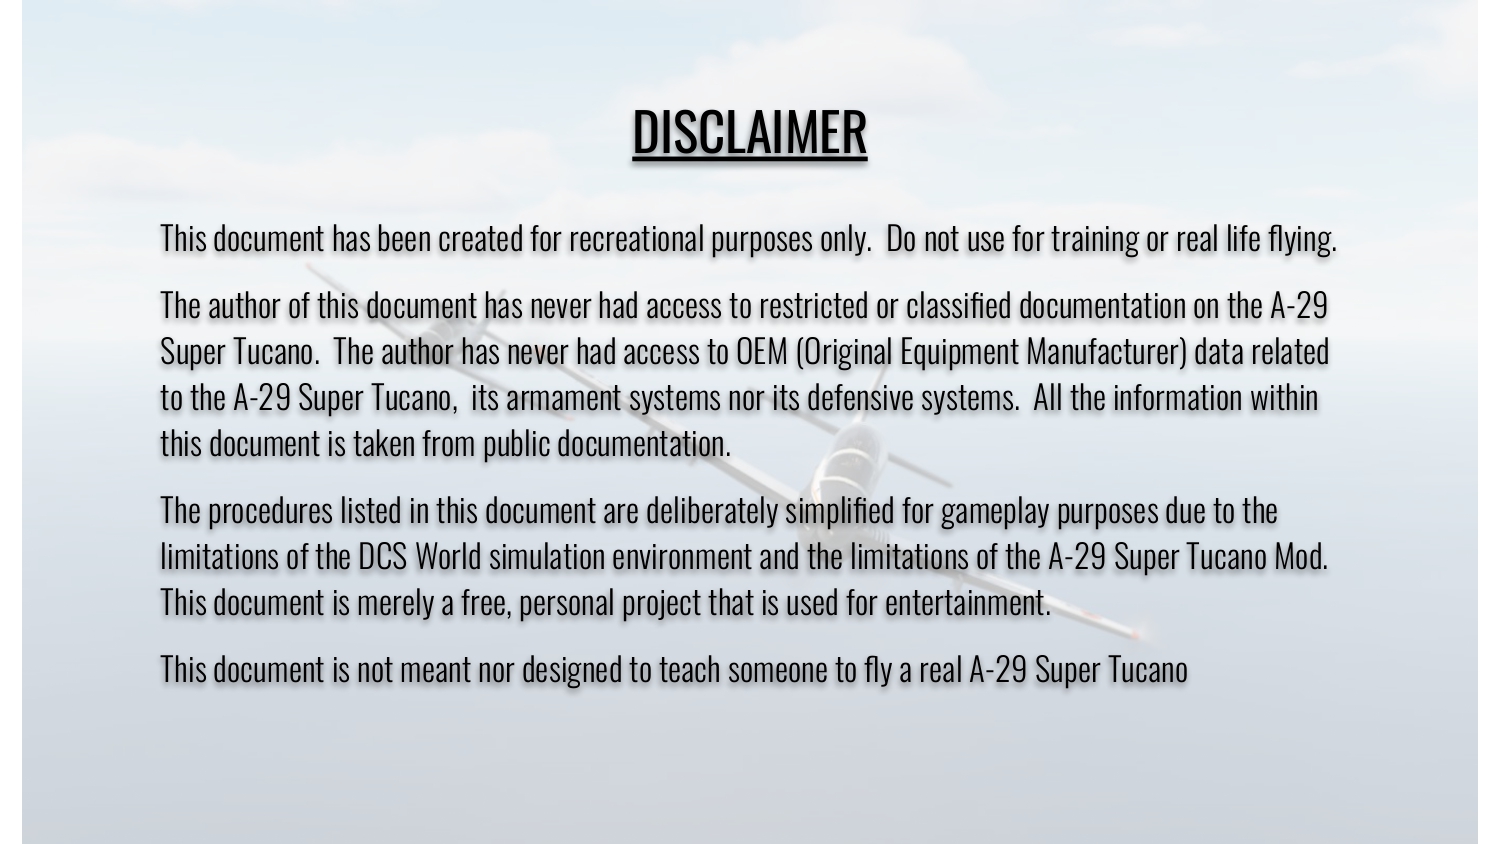 DISCLAIMER
This document has been created for recreational purposes only.  Do not use for training or real life flying.
The author of this document has never had access to restricted or classified documentation on the A-29
Super Tucano.  The author has never had access to OEM (Original Equipment Manufacturer) data related
to the A-29 Super Tucano,  its armament systems nor its defensive systems.  All the information within
this document is taken from public documentation.
The procedures listed in this document are deliberately simplified for gameplay purposes due to the
limitations of the DCS World simulation environment and the limitations of the A-29 Super Tucano Mod.
This document is merely a free, personal project that is used for entertainment.
This document is not meant nor designed to teach someone to fly a real A-29 Super Tucano